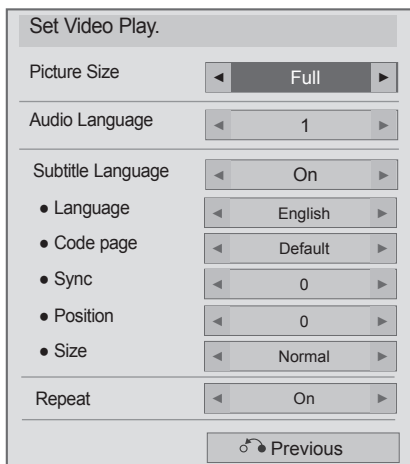 Set Video Play.
Picture Size ◄ Full ►
Audio Language ◄ 1 ►
Subtitle Language ◄ On ►
● Language ◄ English ►
● Code page ◄ Default ►
● Sync ◄ 0 ►
● Position ◄ 0 ►
● Size ◄ Normal ►
Repeat ◄ On ►
Previous